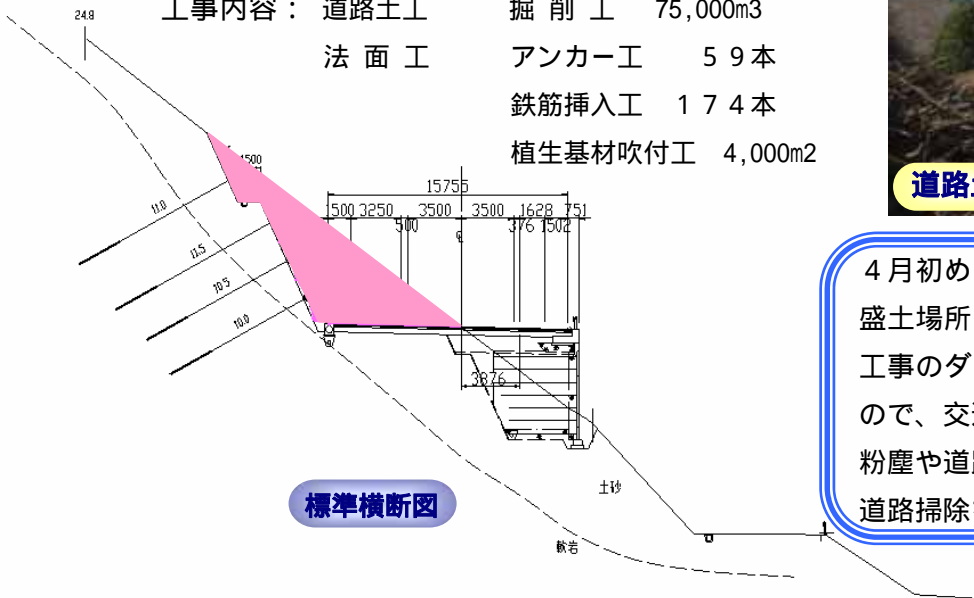 工事内容： 道路土工 掘 削 工 75,000m3
法 面 工 アンカー工 ５９本
鉄筋挿入工 １７４本
植生基材吹付工 4,000m2
24.8
1500
15755
500 3250 3500 3500 1628 751
500 376 1502
11.0
11.5
10.5
10.0
3876
土砂
軟岩
標準横断図
道路
４月初め
盛土場所
工事のダ
ので、交
粉塵や道
道路掃除